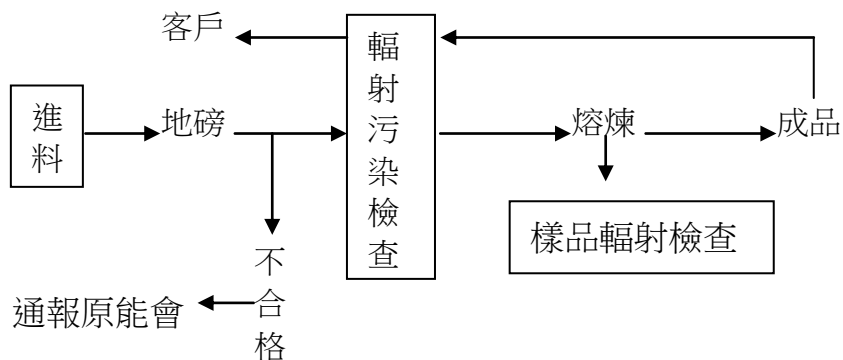 客戶
輻射污染檢查
進料
地磅
熔煉
成品
樣品輻射檢查
不合格
通報原能會